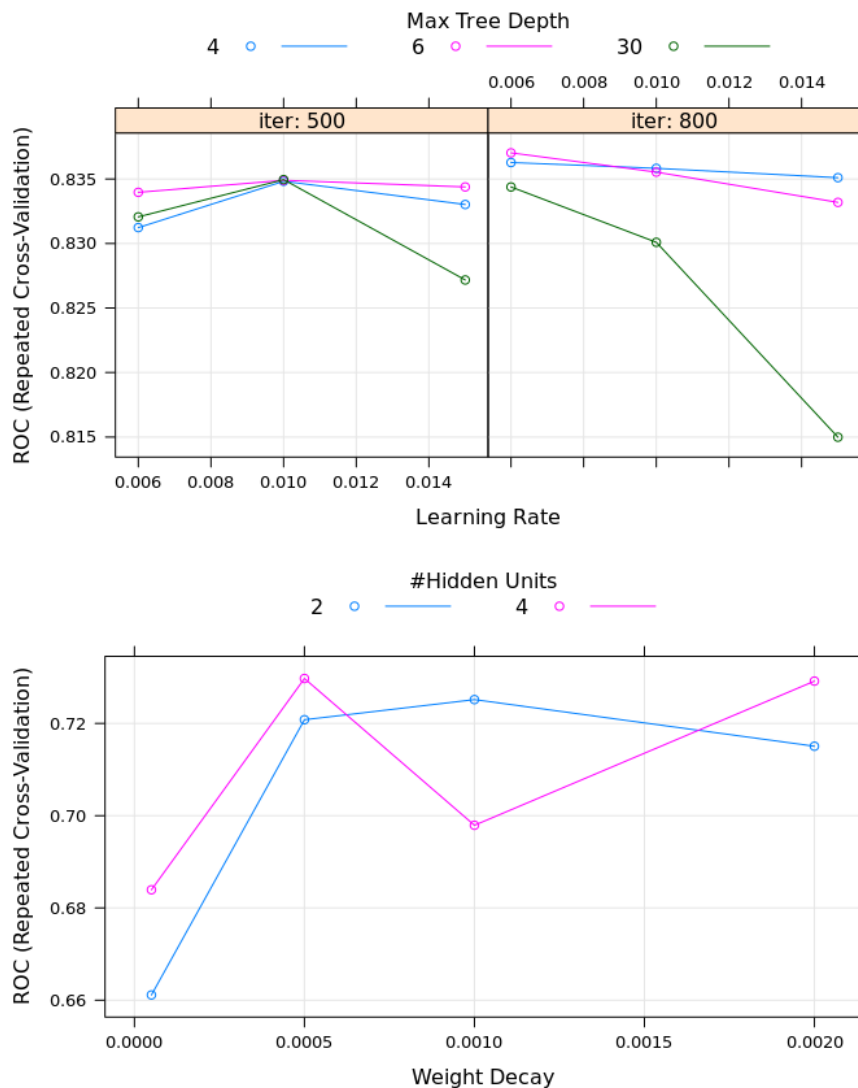 Max Tree Depth
4 6 30
0.006 0.008 0.010 0.012 0.014
iter: 500 iter: 800
ROC (Repeated Cross-Validation)
0.835
0.830
0.825
0.820
0.815
0.006 0.008 0.010 0.012 0.014
Learning Rate
#Hidden Units
2 4
ROC (Repeated Cross-Validation)
0.72
0.70
0.68
0.66
0.0000 0.0005 0.0010 0.0015 0.0020
Weight Decay